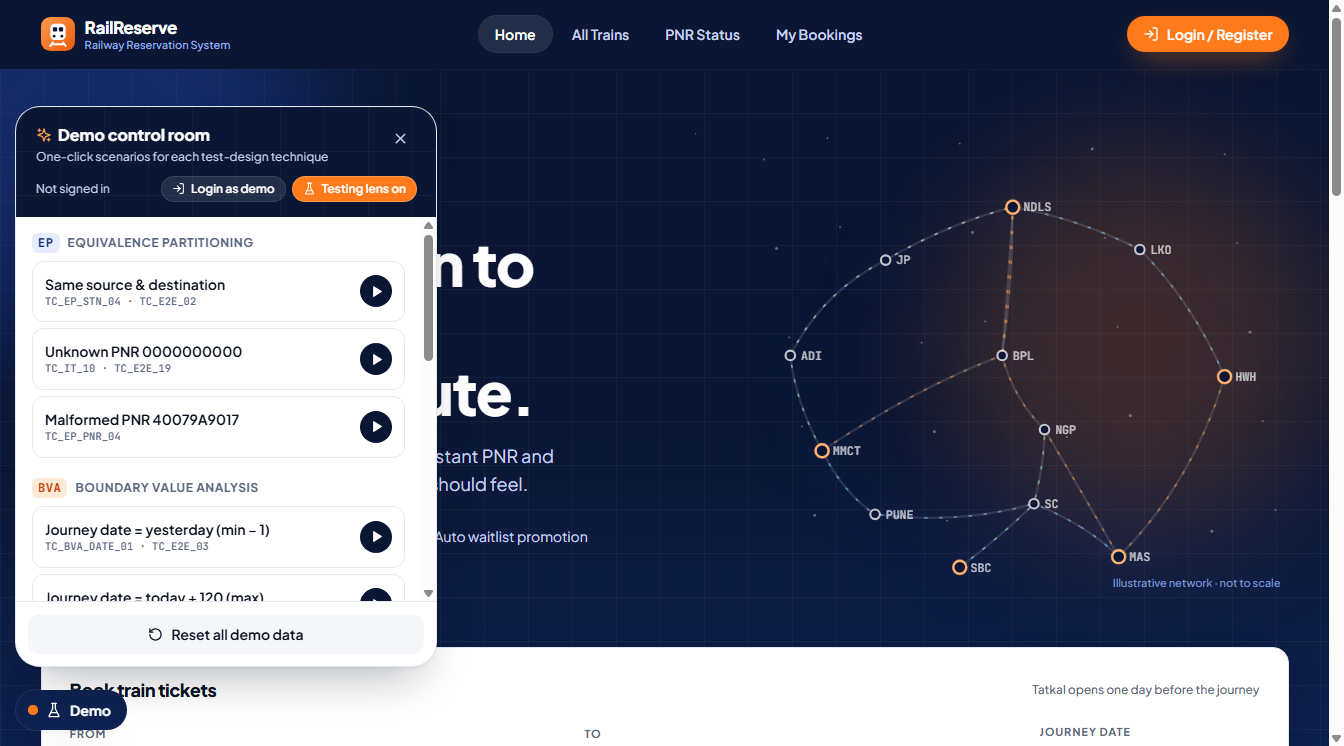 RailReserve
Railway Reservation System
Home
All Trains
PNR Status
My Bookings
Login / Register
Demo control room
One-click scenarios for each test-design technique
Not signed in
Login as demo
Testing lens on
EP EQUIVALENCE PARTITIONING
Same source & destination
TC_EP_STN_04 · TC_E2E_02
Unknown PNR 0000000000
TC_IT_10 · TC_E2E_19
Malformed PNR 40079A9017
TC_EP_PNR_04
BVA BOUNDARY VALUE ANALYSIS
Journey date = yesterday (min − 1)
TC_BVA_DATE_01 · TC_E2E_03
Journey date = today + 120 (max)
Reset all demo data
n to
ute.
stant PNR and
hould feel.
Auto waitlist promotion
NDLS
LKO
JP
ADI
BPL
HWH
NGP
MMCT
SC
PUNE
MAS
SBC
Illustrative network · not to scale
Book train tickets
Tatkal opens one day before the journey
Demo
FROM
TO
JOURNEY DATE